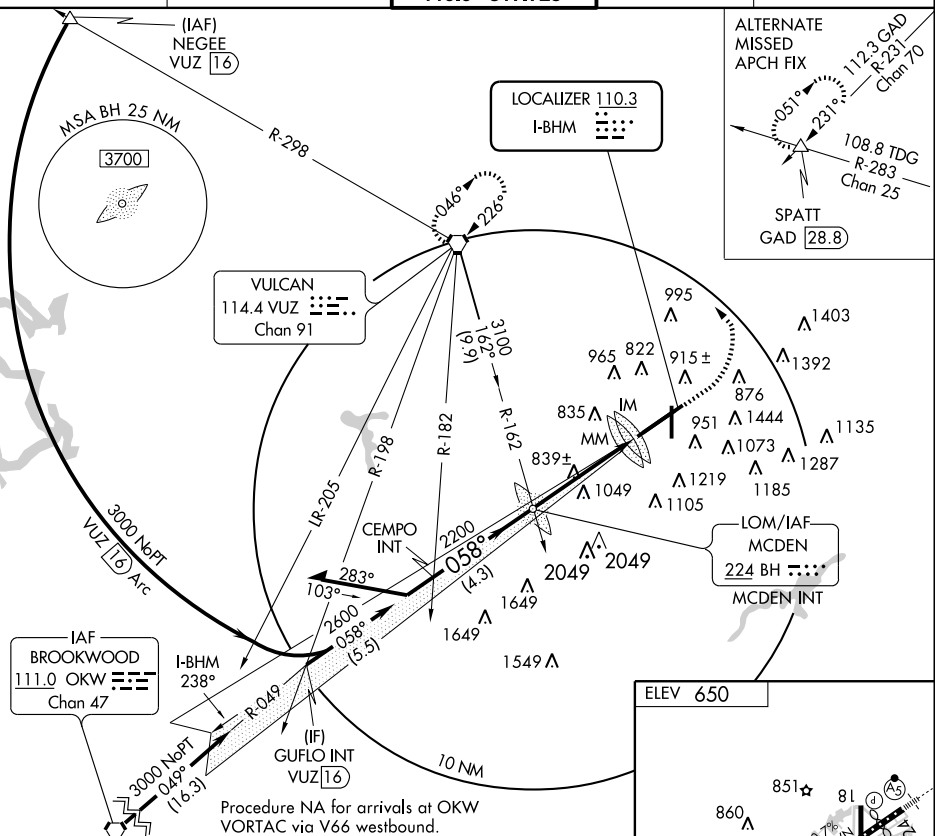 (IAF)
NEGEE
VUZ 16
ALTERNATE
MISSED
APCH FIX
112.3 GAD
R-231
Chan 70
051°
231°
108.8 TDG
R-283
Chan 25
SPATT
GAD 28.8
LOCALIZER 110.3
I-BHM
MSA BH 25 NM
3700
R-298
046°
226°
VULCAN
114.4 VUZ
Chan 91
3100
162°
(9.9)
R-162
R-182
R-198
LR-205
995
1403
965
822
915±
1392
876
835
IM
951
1444
MM
1073
1135
839±
1287
1049
1219
1185
1105
3000 NoPT
VUZ 16 Arc
CEMPO
INT
2200
058°
(4.3)
LOM/IAF
MCDEN
224 BH
MCDEN INT
2049
2049
283°
103°
1649
1649
2600
058°
(5.5)
1549
IAF
BROOKWOOD
111.0 OKW
Chan 47
I-BHM
238°
R-049
(IF)
GUFLO INT
VUZ 16
3000 NoPT
049°
(16.3)
10 NM
Procedure NA for arrivals at OKW
VORTAC via V66 westbound.
ELEV 650
851
18
P
A5
860